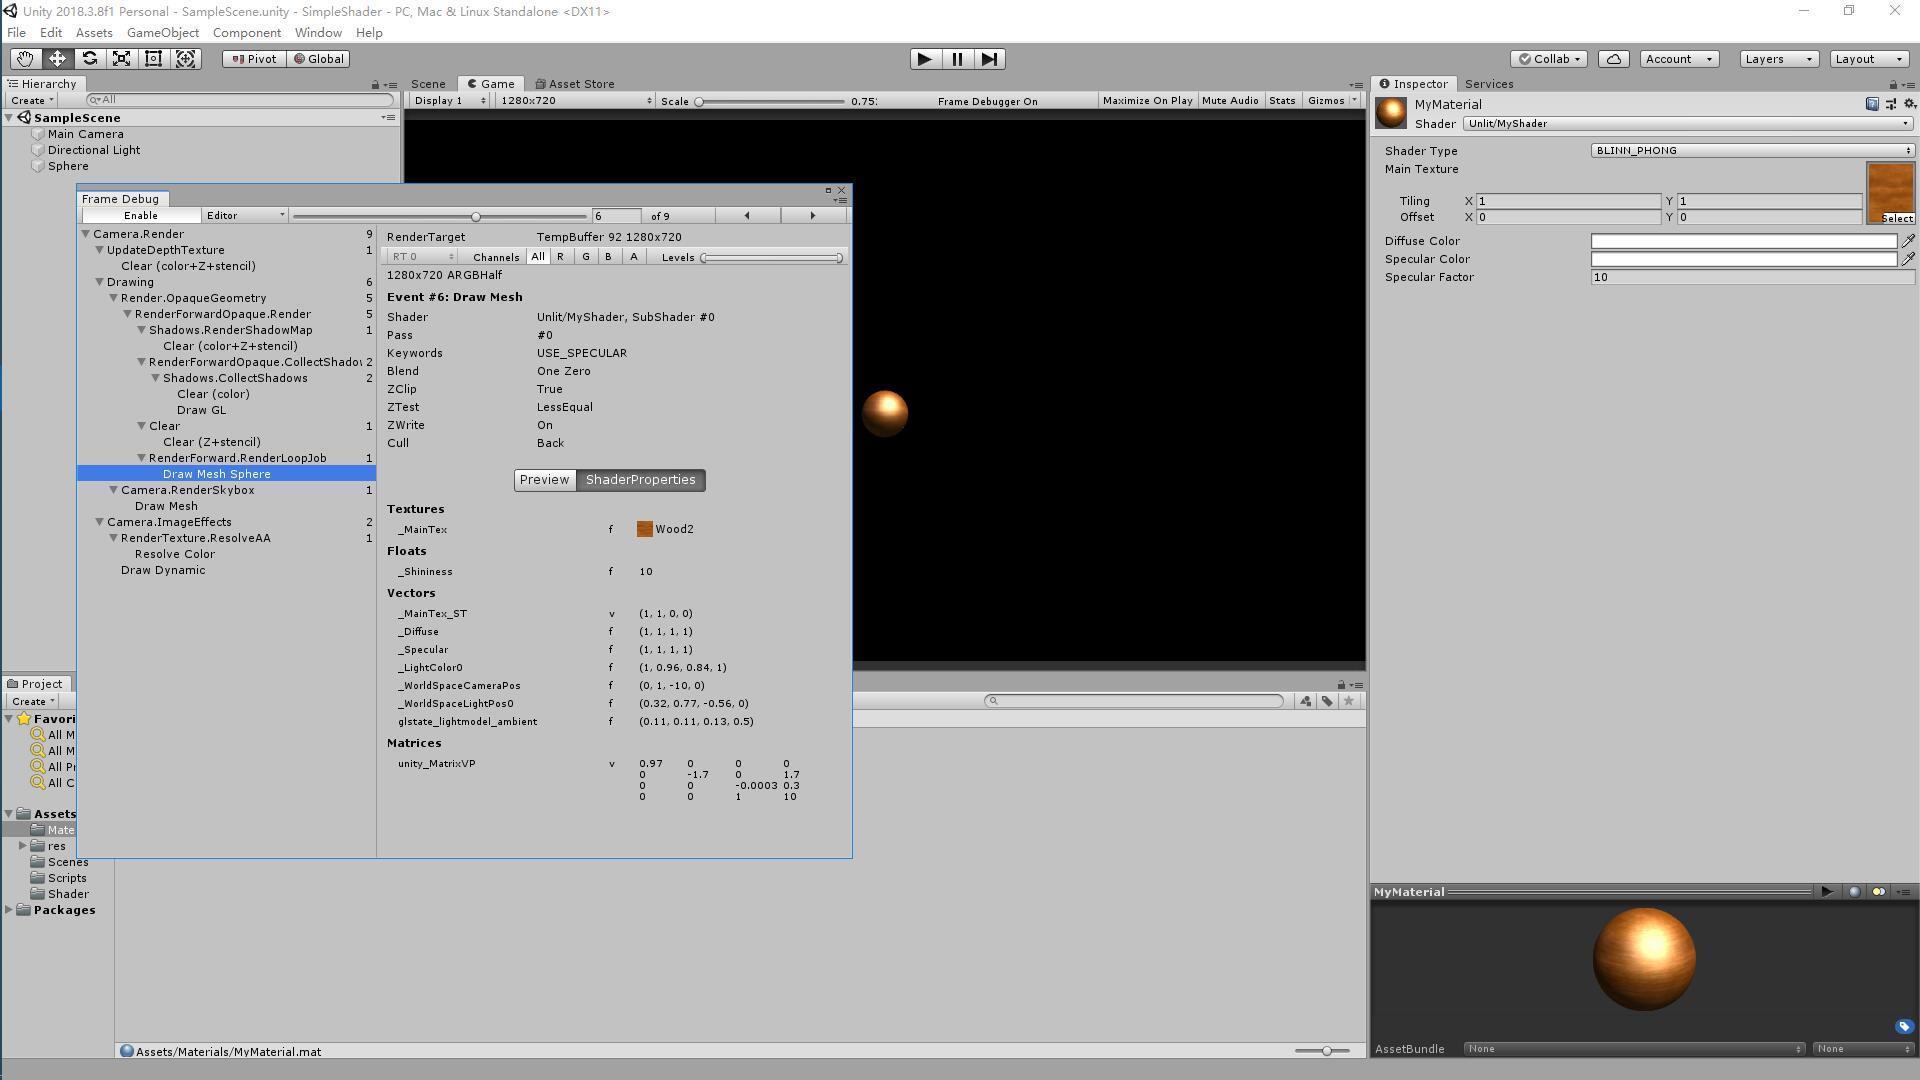 Unity 2018.3.8f1 Personal - SampleScene.unity - SimpleShader - PC, Mac & Linux Standalone <DX11>
File Edit Assets GameObject Component Window Help
Pivot Global Collab Account Layers Layout
Hierarchy
Create All
SampleScene
Main Camera
Directional Light
Sphere
Scene Game Asset Store
Display 1 1280x720 Scale 0.75: Frame Debugger On Maximize On Play Mute Audio Stats Gizmos
Frame Debug
Enable Editor 6 of 9
Camera.Render 9
UpdateDepthTexture 1
Clear (color+Z+stencil)
Drawing 6
Render.OpaqueGeometry 5
RenderForwardOpaque.Render 5
Shadows.RenderShadowMap 1
Clear (color+Z+stencil)
RenderForwardOpaque.CollectShado 2
Shadows.CollectShadows 2
Clear (color)
Draw GL
Clear 1
Clear (Z+stencil)
RenderForward.RenderLoopJob 1
Draw Mesh Sphere
Camera.RenderSkybox 1
Draw Mesh
Camera.ImageEffects 2
RenderTexture.ResolveAA 1
Resolve Color
Draw Dynamic
RenderTarget TempBuffer 92 1280x720
RT 0 Channels All R G B A Levels
1280x720 ARGBHalf
Event #6: Draw Mesh
Shader Unlit/MyShader, SubShader #0
Pass #0
Keywords USE_SPECULAR
Blend One Zero
ZClip True
ZTest LessEqual
ZWrite On
Cull Back
Preview ShaderProperties
Textures
_MainTex f Wood2
Floats
_Shininess f 10
Vectors
_MainTex_ST v (1, 1, 0, 0)
_Diffuse f (1, 1, 1, 1)
_Specular f (1, 1, 1, 1)
_LightColor0 f (1, 0.96, 0.84, 1)
_WorldSpaceCameraPos f (0, 1, -10, 0)
_WorldSpaceLightPos0 f (0.32, 0.77, -0.56, 0)
glstate_lightmodel_ambient f (0.11, 0.11, 0.13, 0.5)
Matrices
unity_MatrixVP v 0.97 0 0 0
0 -1.7 0 1.7
0 0 -0.0003 0.3
0 0 1 10
Project
Create
Favori
All M
All M
All Pr
All C
Assets
Mate
res
Scenes
Scripts
Shader
Packages
Assets/Materials/MyMaterial.mat
Inspector Services
MyMaterial
Shader Unlit/MyShader
Shader Type BLINN_PHONG
Main Texture
Tiling X 1 Y 1
Offset X 0 Y 0
Select
Diffuse Color
Specular Color
Specular Factor 10
MyMaterial
AssetBundle None None